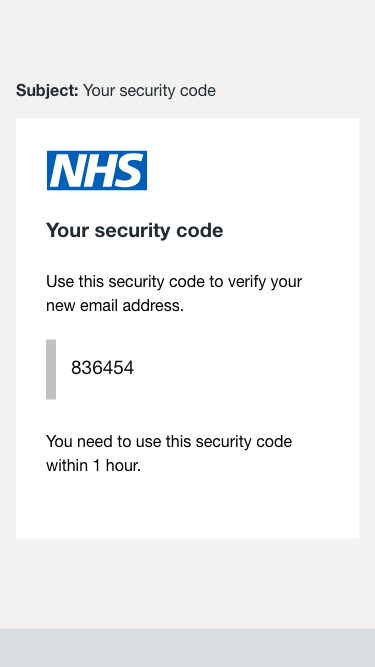 Subject: Your security code
NHS
Your security code
Use this security code to verify your
new email address.
836454
You need to use this security code
within 1 hour.